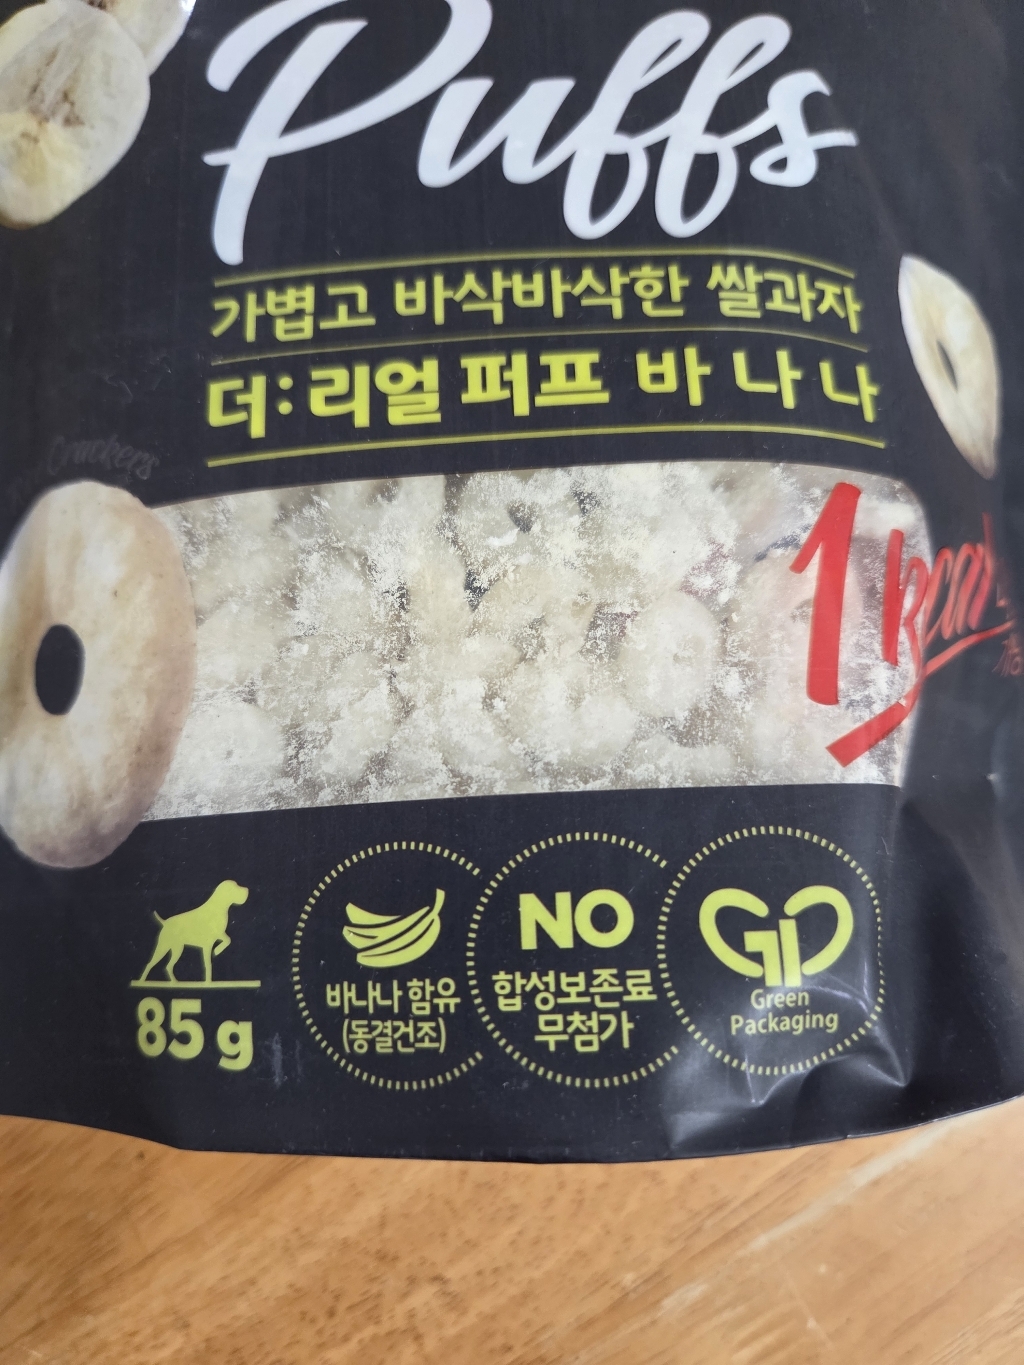 Puffs
가볍고 바삭바삭한 쌀과자
더:리얼 퍼프 바나나
Crackers
85 g
바나나 함유
(동결건조)
NO
합성보존료
무첨가
Green
Packaging